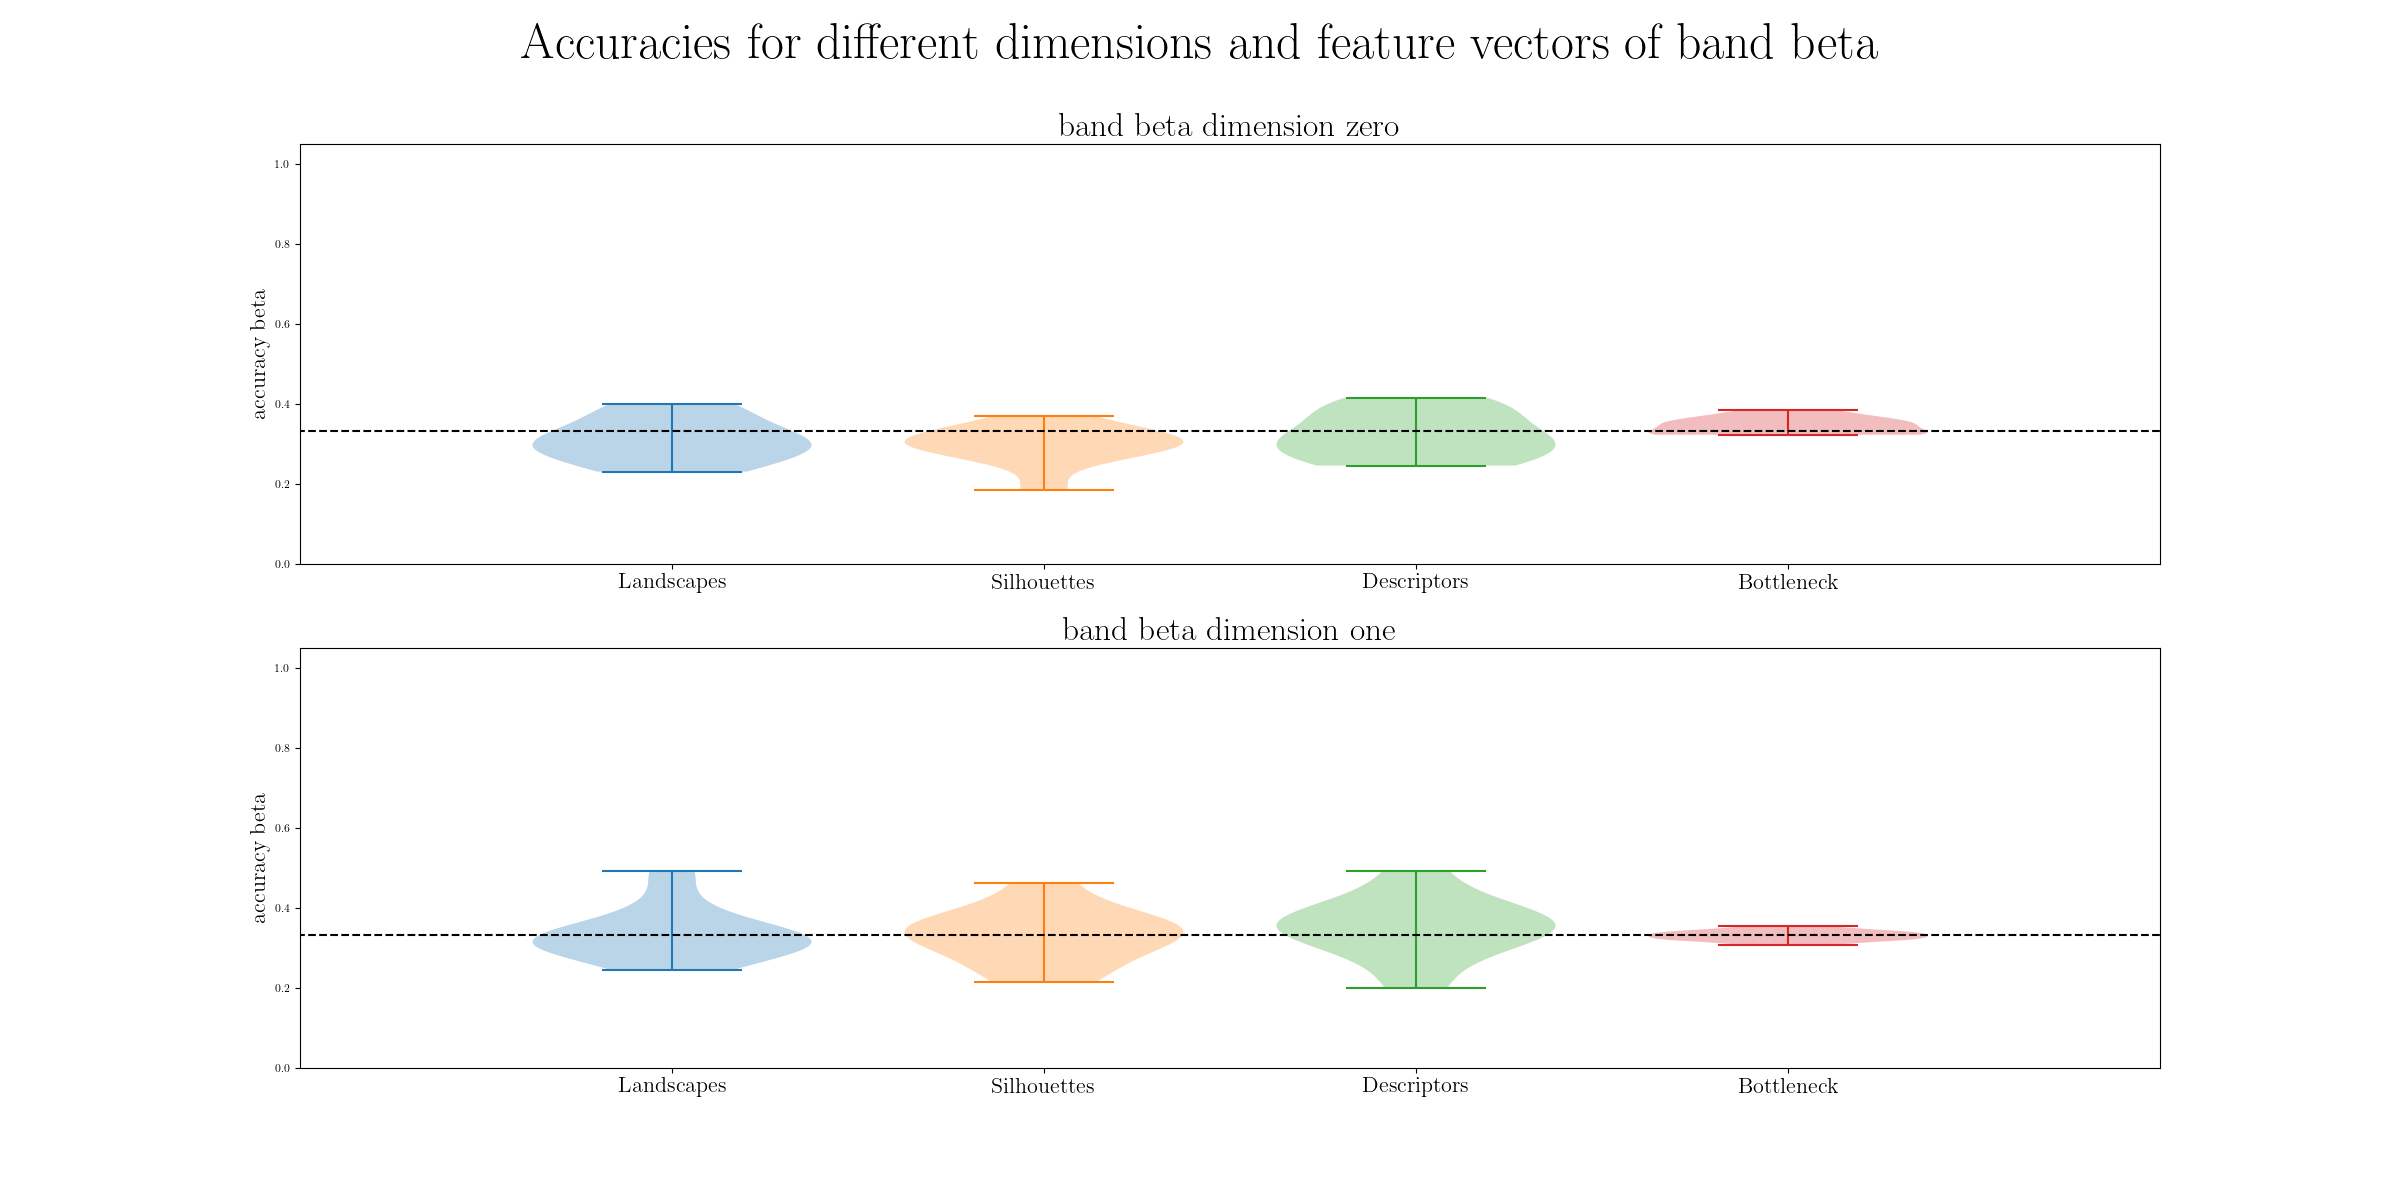 Accuracies for different dimensions and feature vectors of band beta
band beta dimension zero
accuracy beta
1.0
0.8
0.6
0.4
0.2
0.0
Landscapes Silhouettes Descriptors Bottleneck
band beta dimension one
accuracy beta
1.0
0.8
0.6
0.4
0.2
0.0
Landscapes Silhouettes Descriptors Bottleneck